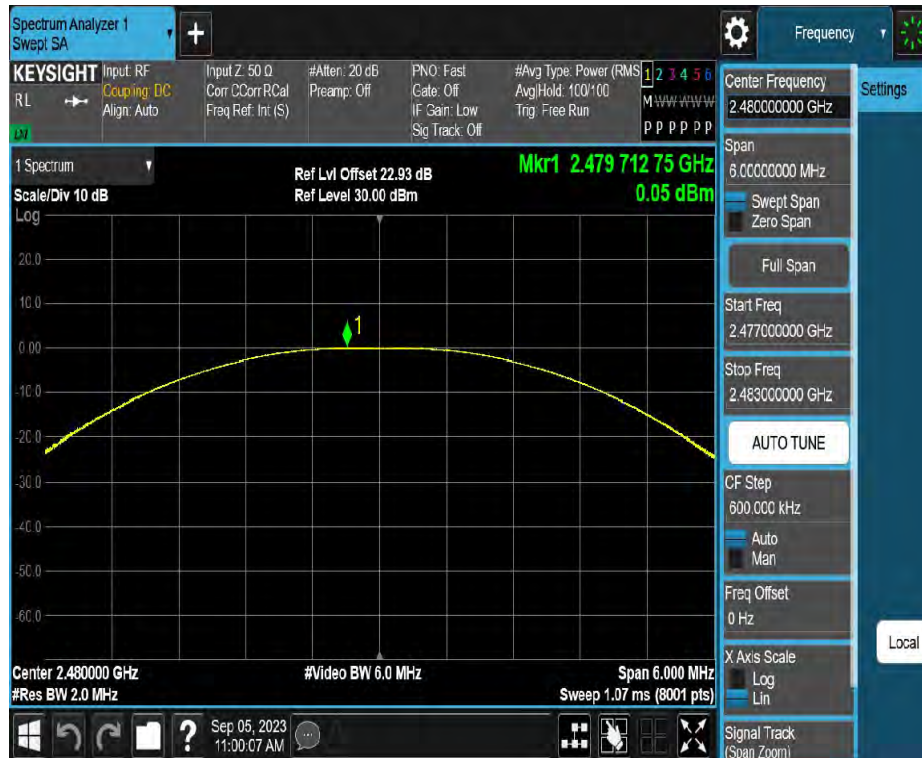 Spectrum Analyzer 1
Swept SA
+
Frequency
KEYSIGHT
RL
Input: RF
Coupling: DC
Align: Auto
Input Z: 50 Ω
Corr CCorr RCal
Freq Ref: Int (S)
#Atten: 20 dB
Preamp: Off
PNO: Fast
Gate: Off
IF Gain: Low
Sig Track: Off
#Avg Type: Power (RMS
Avg|Hold: 100/100
Trig: Free Run
1 2 3 4 5 6
M W W W W W
P P P P P P
1 Spectrum
Scale/Div 10 dB
Log
Ref Lvl Offset 22.93 dB
Ref Level 30.00 dBm
Mkr1 2.479 712 75 GHz
0.05 dBm
20.0
10.0
0.00
-10.0
-20.0
-30.0
-40.0
-50.0
-60.0
1
Center 2.480000 GHz
#Res BW 2.0 MHz
#Video BW 6.0 MHz
Span 6.000 MHz
Sweep 1.07 ms (8001 pts)
Sep 05, 2023
11:00:07 AM
?
Center Frequency
2.480000000 GHz
Span
6.00000000 MHz
Swept Span
Zero Span
Full Span
Start Freq
2.477000000 GHz
Stop Freq
2.483000000 GHz
AUTO TUNE
CF Step
600.000 kHz
Auto
Man
Freq Offset
0 Hz
X Axis Scale
Log
Lin
Signal Track
(Span Zoom)
Settings
Local